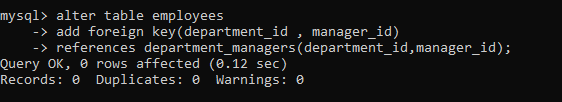 mysql> alter table employees
    -> add foreign key(department_id , manager_id)
    -> references department_managers(department_id,manager_id);
Query OK, 0 rows affected (0.12 sec)
Records: 0  Duplicates: 0  Warnings: 0